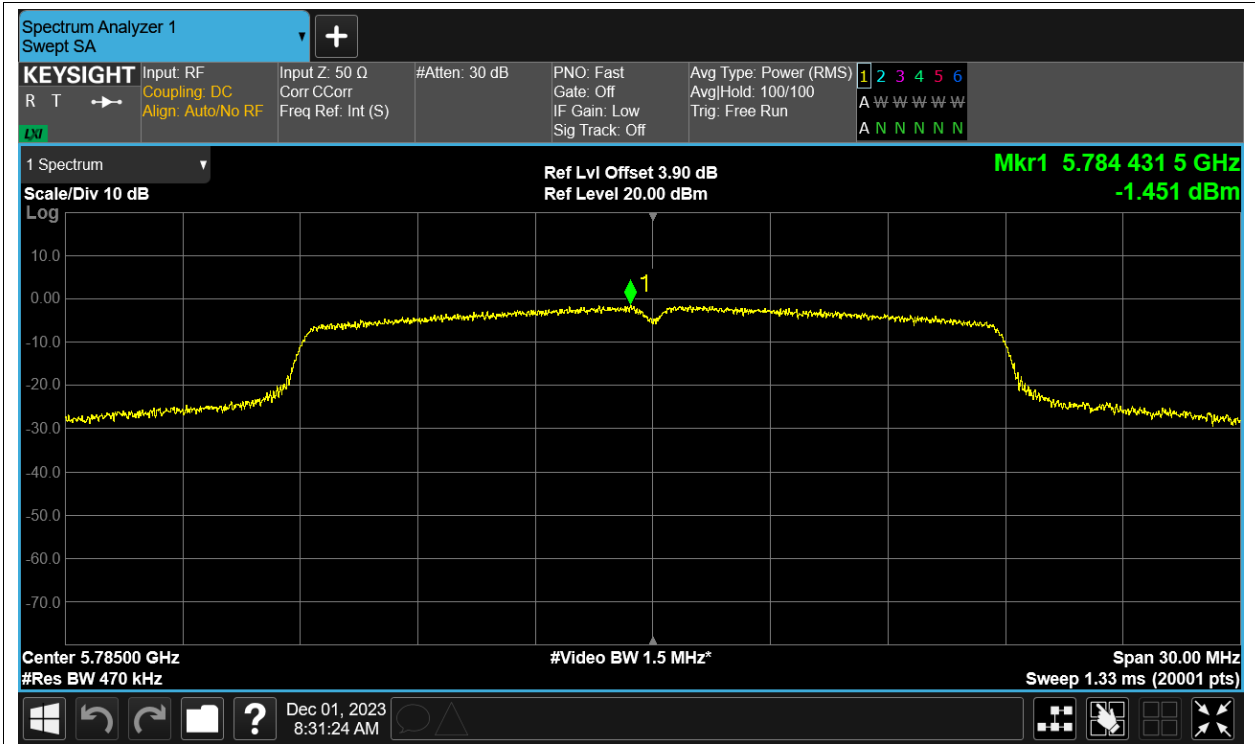 Spectrum Analyzer 1
Swept SA
KEYSIGHT
R T
LXI
Input: RF
Coupling: DC
Align: Auto/No RF
Input Z: 50 Ω
Corr CCorr
Freq Ref: Int (S)
#Atten: 30 dB
PNO: Fast
Gate: Off
IF Gain: Low
Sig Track: Off
Avg Type: Power (RMS)
Avg|Hold: 100/100
Trig: Free Run
1 2 3 4 5 6
A W W W W W
A N N N N N
1 Spectrum
Scale/Div 10 dB
Log
Ref Lvl Offset 3.90 dB
Ref Level 20.00 dBm
Mkr1 5.784 431 5 GHz
-1.451 dBm
1
10.0
0.00
-10.0
-20.0
-30.0
-40.0
-50.0
-60.0
-70.0
Center 5.78500 GHz
#Res BW 470 kHz
#Video BW 1.5 MHz*
Span 30.00 MHz
Sweep 1.33 ms (20001 pts)
?
Dec 01, 2023
8:31:24 AM